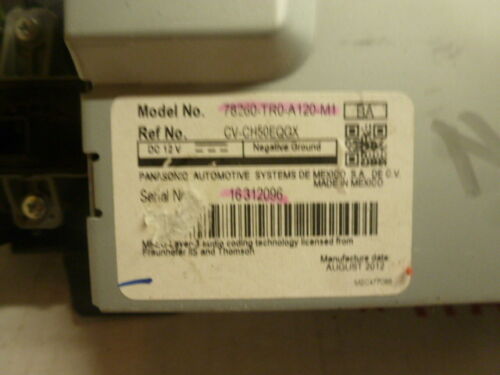 Model No. 78260-TR0-A120-M1 BA
Ref No. CV-CH50EQGX
DC 12 V Negative Ground
PANASONIC AUTOMOTIVE SYSTEMS DE MEXICO S.A. DE C.V.
MADE IN MEXICO
Serial N 16312096
Layer-3 audio coding technology licensed from
Fraunhofer IIS and Thomson
Manufacture date
AUGUST 2012